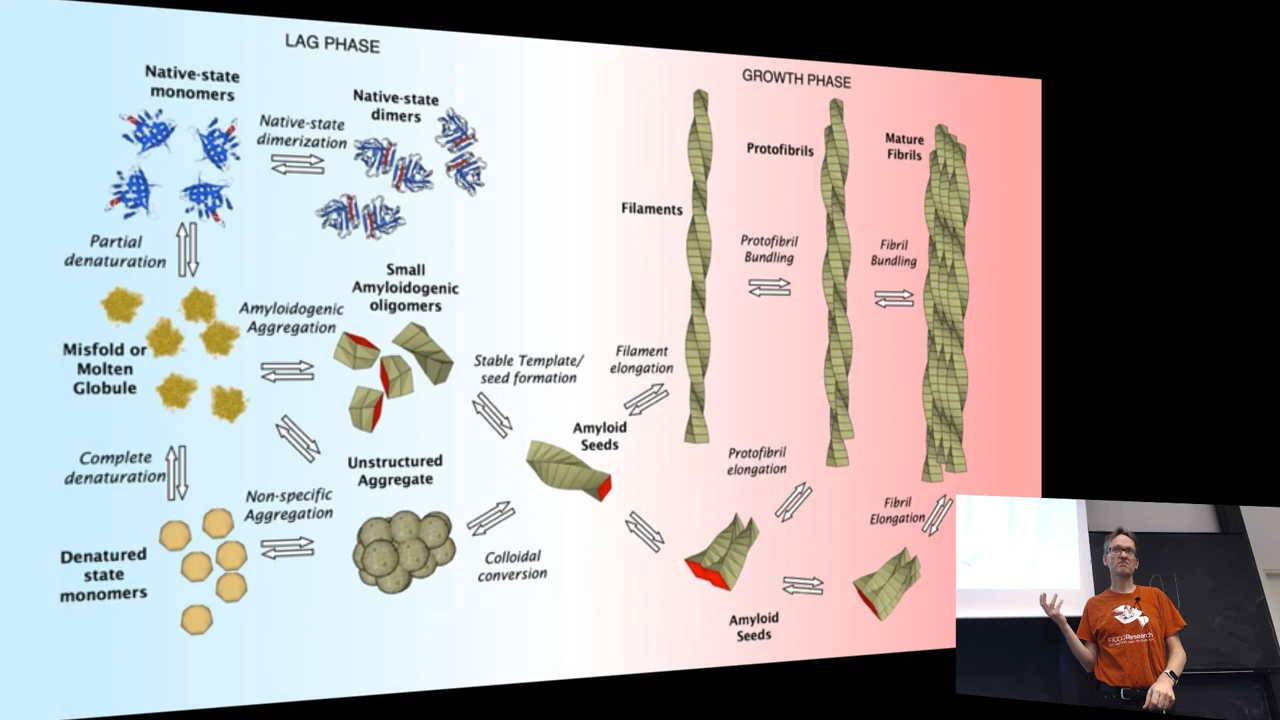 LAG PHASE
GROWTH PHASE
Native-state
monomers
Native-state
dimerization
Native-state
dimers
Partial
denaturation
Small
Amyloidogenic
oligomers
Amyloidogenic
Aggregation
Misfold or
Molten
Globule
Stable Template/
seed formation
Filaments
Protofibrils
Mature
Fibrils
Protofibril
Bundling
Fibril
Bundling
Filament
elongation
Amyloid
Seeds
Complete
denaturation
Unstructured
Aggregate
Non-specific
Aggregation
Denatured
state
monomers
Colloidal
conversion
Protofibril
elongation
Fibril
Elongation
Amyloid
Seeds